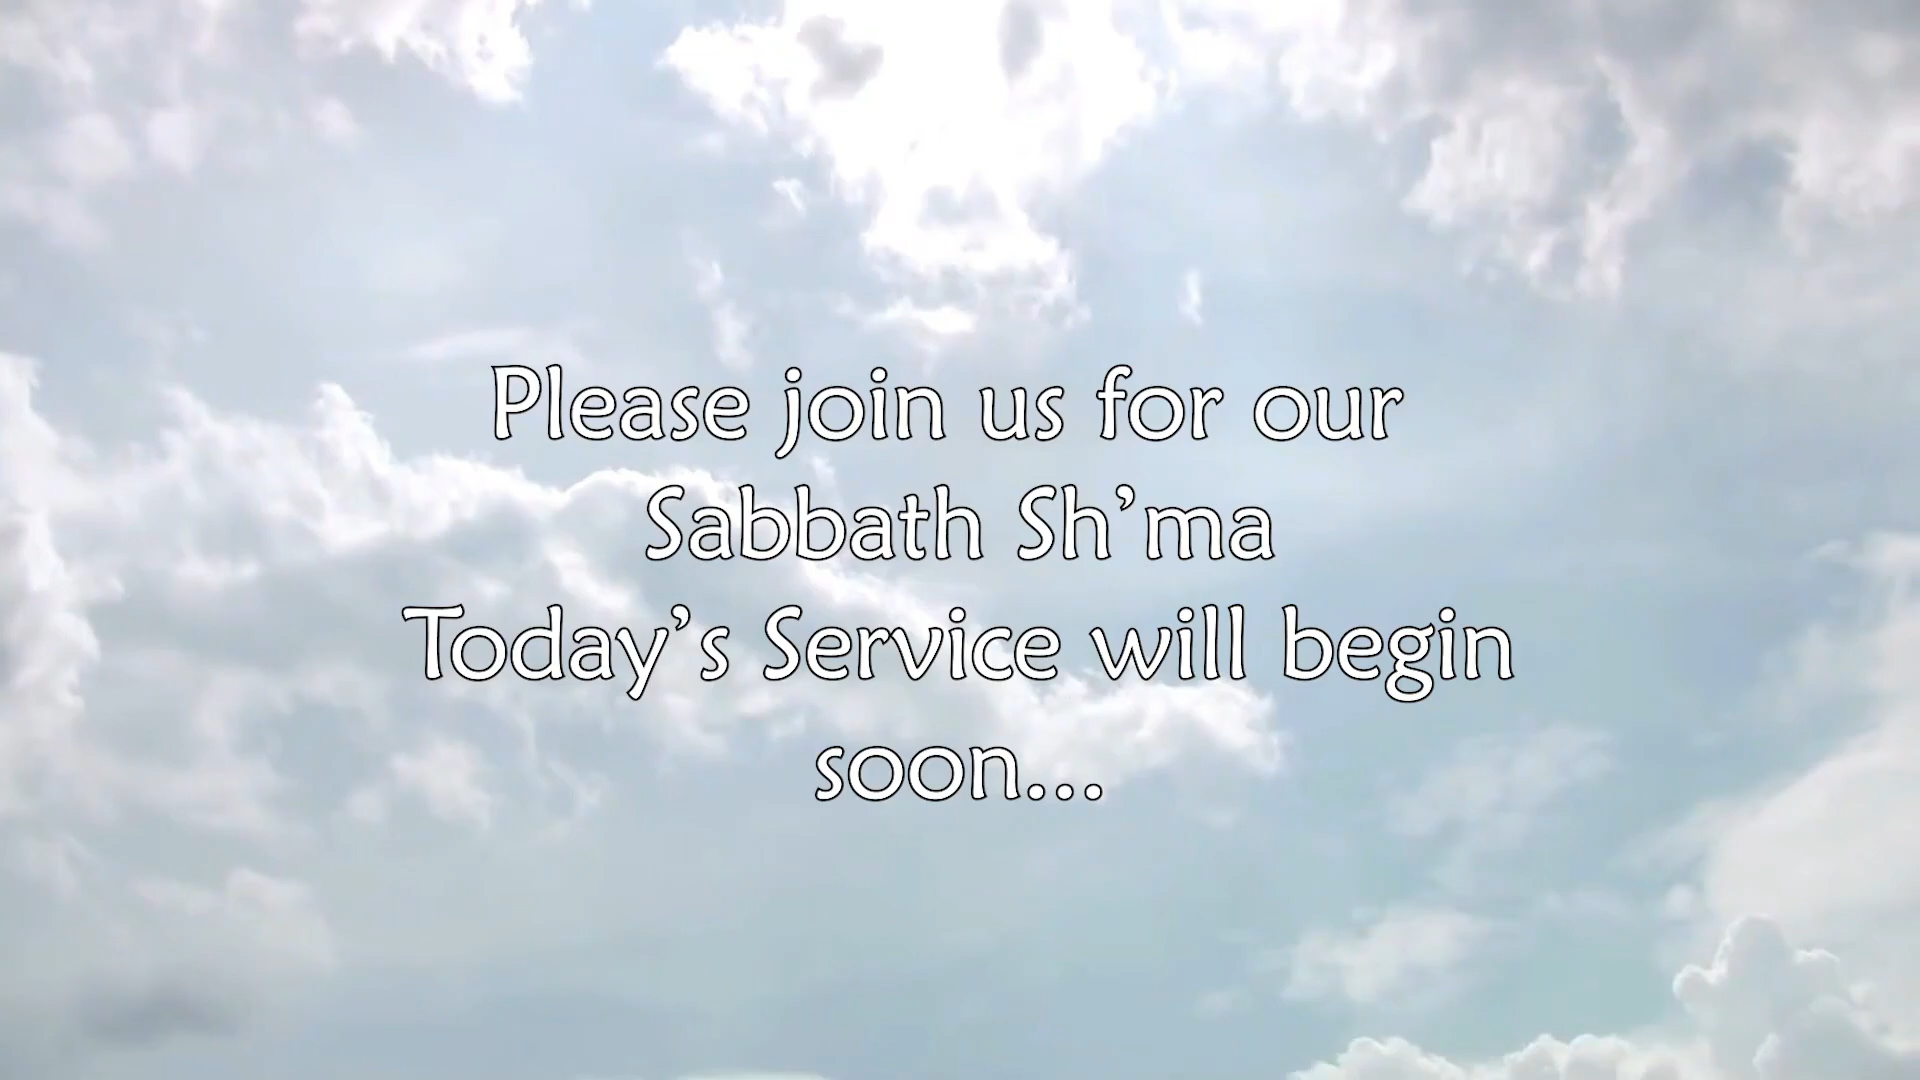 Please join us for our
Sabbath Sh’ma
Today’s Service will begin
soon...